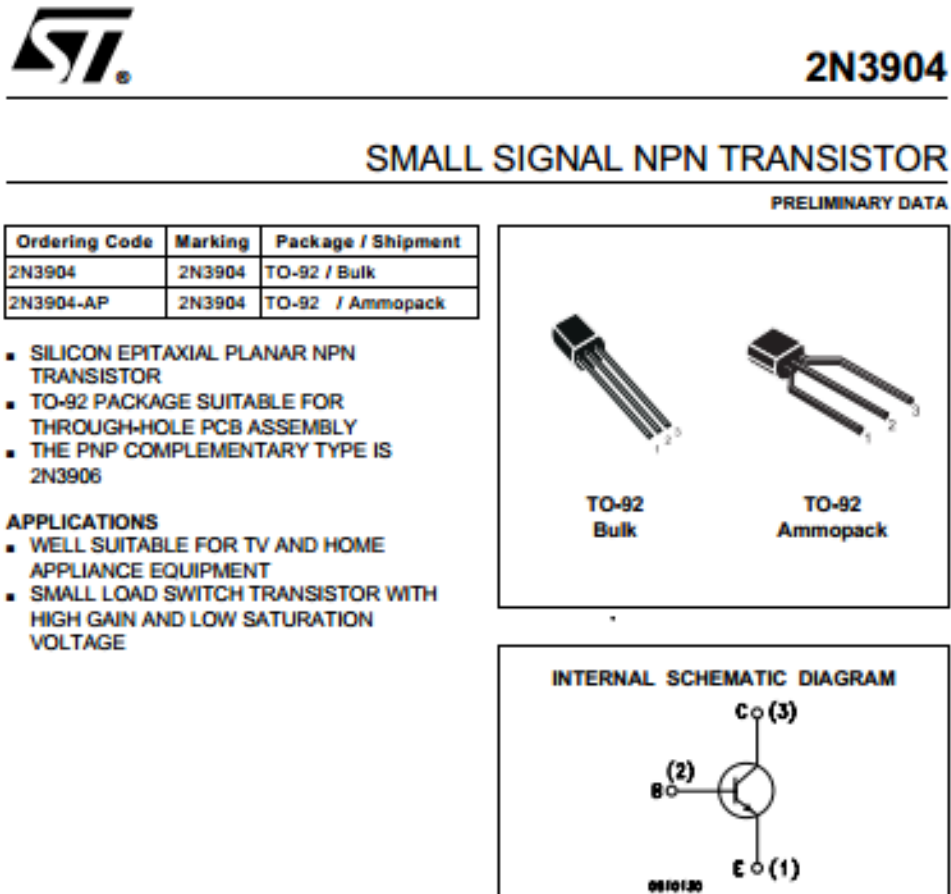 ST®
2N3904
SMALL SIGNAL NPN TRANSISTOR
PRELIMINARY DATA
Ordering Code Marking Package / Shipment
2N3904 2N3904 TO-92 / Bulk
2N3904-AP 2N3904 TO-92 / Ammopack
SILICON EPITAXIAL PLANAR NPN
TRANSISTOR
TO-92 PACKAGE SUITABLE FOR
THROUGH-HOLE PCB ASSEMBLY
THE PNP COMPLEMENTARY TYPE IS
2N3906
APPLICATIONS
WELL SUITABLE FOR TV AND HOME
APPLIANCE EQUIPMENT
SMALL LOAD SWITCH TRANSISTOR WITH
HIGH GAIN AND LOW SATURATION
VOLTAGE
1 2 3
TO-92
Bulk
1 2 3
TO-92
Ammopack
INTERNAL SCHEMATIC DIAGRAM
C (3)
(2)
B
E (1)